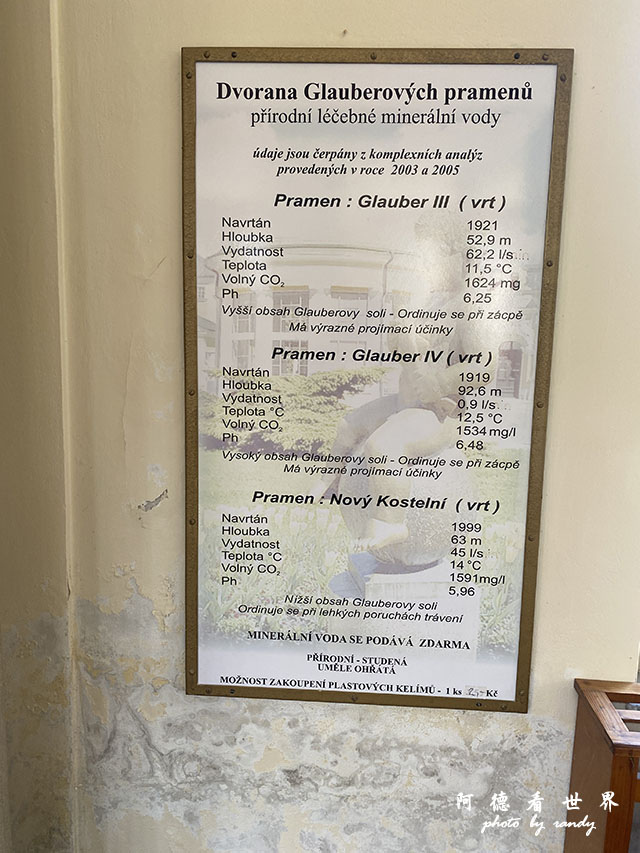 Dvorana Glauberových pramenů
přírodní léčebné minerální vody
údaje jsou čerpány z komplexních analýz
provedených v roce 2003 a 2005
Pramen : Glauber III ( vrt )
Navrtán 1921
Hloubka 52,9 m
Vydatnost 62,2 l/s
Teplota 11,5 °C
Volný CO₂ 1624 mg
Ph 6,25
Vyšší obsah Glauberovy soli - Ordinuje se při zácpě
Má výrazné projímací účinky
Pramen : Glauber IV ( vrt )
Navrtán 1919
Hloubka 92,6 m
Vydatnost 0,9 l/s
Teplota °C 12,5 °C
Volný CO₂ 1534 mg/l
Ph 6,48
Vysoký obsah Glauberovy soli - Ordinuje se při zácpě
Má výrazné projímací účinky
Pramen : Nový Kostelní ( vrt )
Navrtán 1999
Hloubka 63 m
Vydatnost 45 l/s
Teplota °C 14 °C
Volný CO₂ 1591mg/l
Ph 5,96
Nižší obsah Glauberovy soli
Ordinuje se při lehkých poruchách trávení
MINERÁLNÍ VODA SE PODÁVÁ ZDARMA
PŘÍRODNÍ - STUDENÁ
UMĚLE OHŘÁTÁ
MOŽNOST ZAKOUPENÍ PLASTOVÝCH KELÍMŮ - 1 ks Kč
阿德看世界
photo by randy